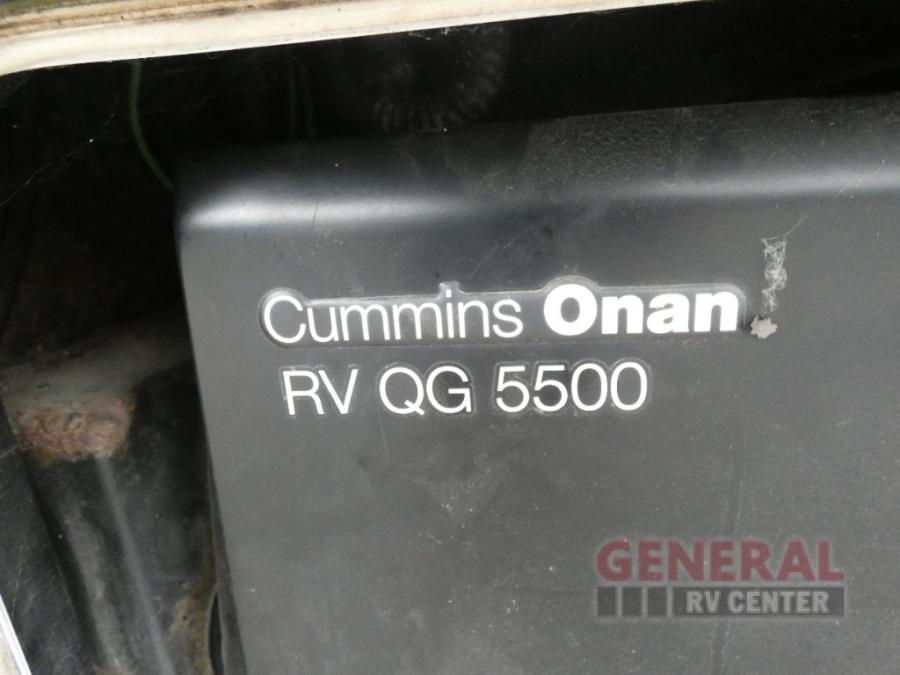 Cummins Onan
RV QG 5500
GENERAL
RV CENTER